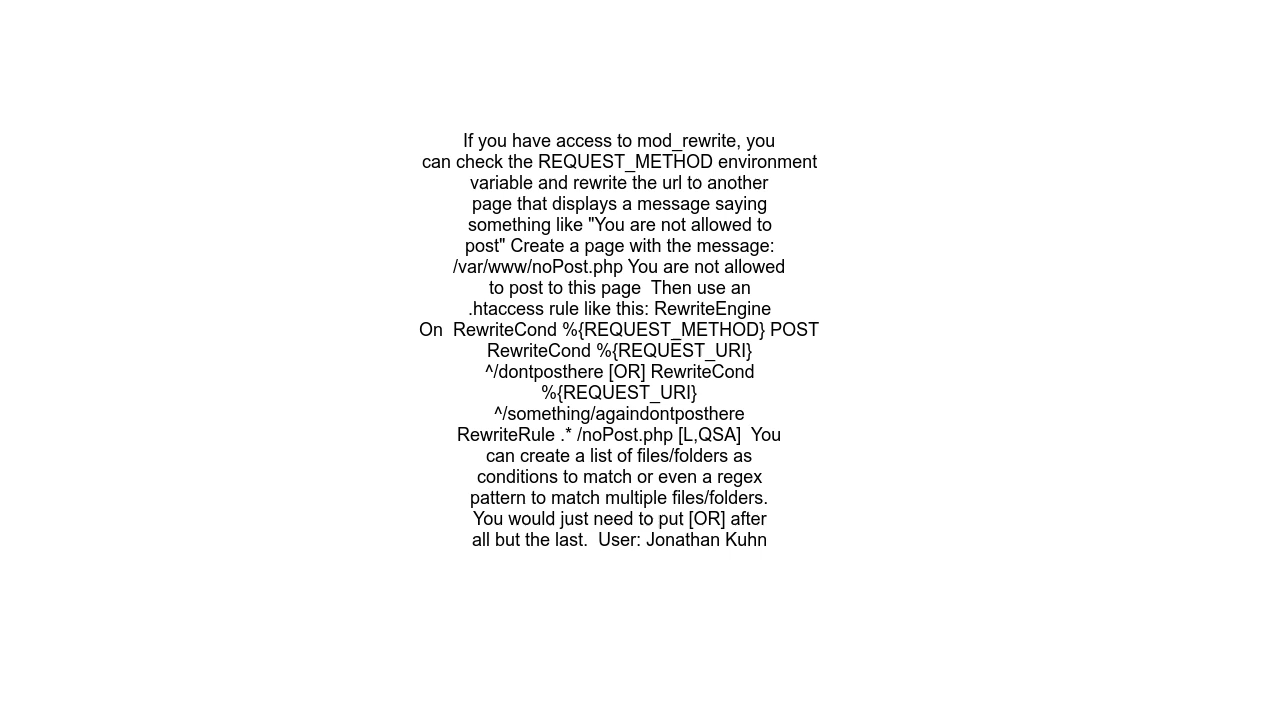 If you have access to mod_rewrite, you
can check the REQUEST_METHOD environment
variable and rewrite the url to another
page that displays a message saying
something like "You are not allowed to
post" Create a page with the message:
/var/www/noPost.php You are not allowed
to post to this page  Then use an
.htaccess rule like this: RewriteEngine
On  RewriteCond %{REQUEST_METHOD} POST
RewriteCond %{REQUEST_URI}
^/dontposthere [OR] RewriteCond
%{REQUEST_URI}
^/something/againdontposthere
RewriteRule .* /noPost.php [L,QSA]  You
can create a list of files/folders as
conditions to match or even a regex
pattern to match multiple files/folders.
You would just need to put [OR] after
all but the last.  User: Jonathan Kuhn